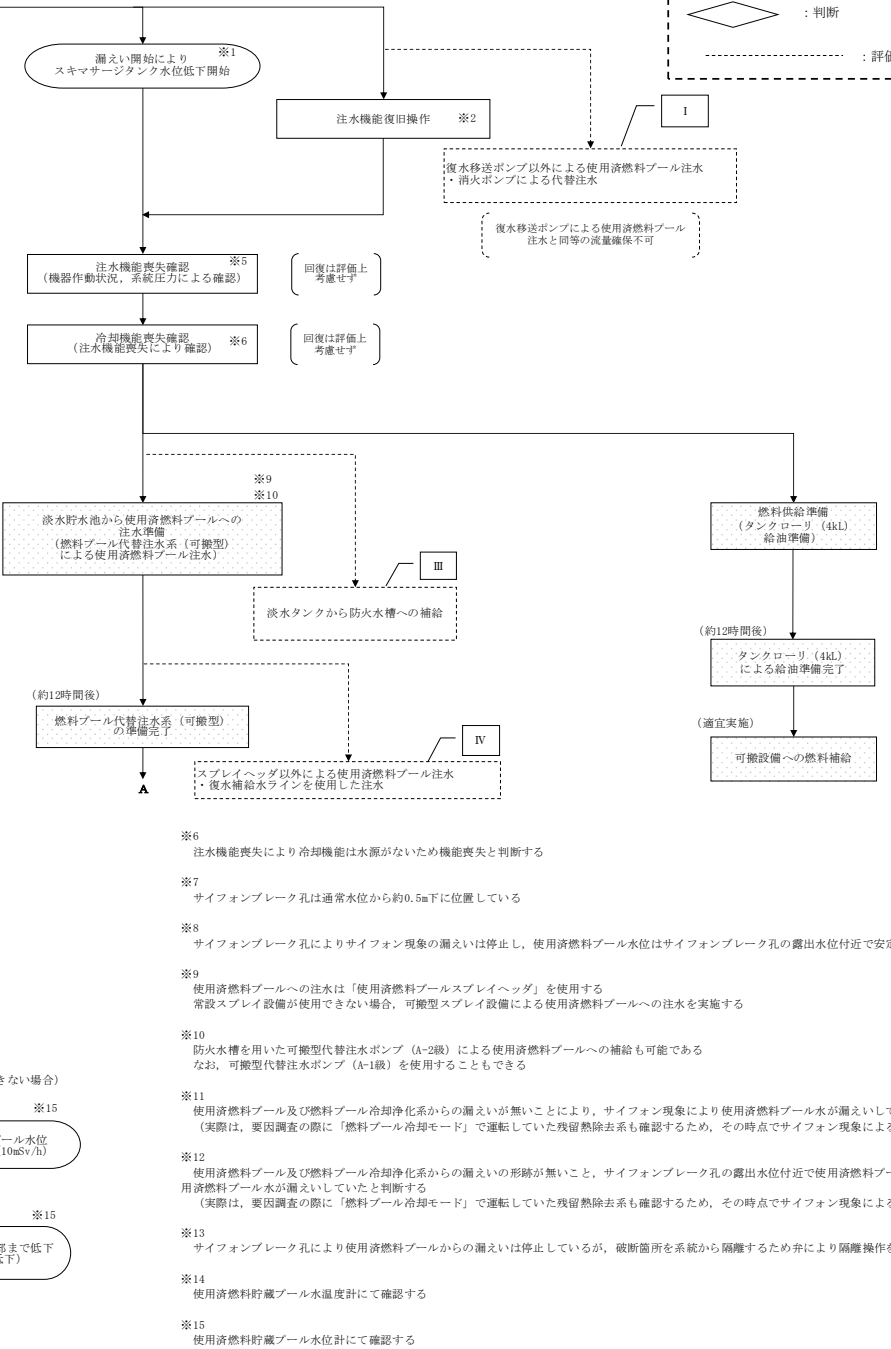 ：判断
：評価
漏えい開始により
スキマサージタンク水位低下開始
※1
注水機能復旧操作　※2
Ⅰ
復水移送ポンプ以外による使用済燃料プール注水
・消火ポンプによる代替注水
復水移送ポンプによる使用済燃料プール
注水と同等の流量確保不可
注水機能喪失確認
（機器作動状況，系統圧力による確認）
※5
回復は評価上
考慮せず
冷却機能喪失確認
（注水機能喪失により確認）
※6
回復は評価上
考慮せず
※9
※10
淡水貯水池から使用済燃料プールへの
注水準備
（燃料プール代替注水系（可搬型）
による使用済燃料プール注水）
燃料供給準備
（タンクローリ（4kL）
給油準備）
Ⅲ
淡水タンクから防火水槽への補給
（約12時間後）
タンクローリ（4kL）
による給油準備完了
（約12時間後）
燃料プール代替注水系（可搬型）
の準備完了
（適宜実施）
可搬設備への燃料補給
Ⅳ
スプレイヘッダ以外による使用済燃料プール注水
・復水補給水ラインを使用した注水
A
※6
注水機能喪失により冷却機能は水源がないため機能喪失と判断する
※7
サイフォンブレーク孔は通常水位から約0.5m下に位置している
※8
サイフォンブレーク孔によりサイフォン現象の漏えいは停止し，使用済燃料プール水位はサイフォンブレーク孔の露出水位付近で安定
※9
使用済燃料プールへの注水は「使用済燃料プールスプレイヘッダ」を使用する
常設スプレイ設備が使用できない場合，可搬型スプレイ設備による使用済燃料プールへの注水を実施する
※10
防火水槽を用いた可搬型代替注水ポンプ（A-2級）による使用済燃料プールへの補給も可能である
なお，可搬型代替注水ポンプ（A-1級）を使用することもできる
きない場合）
※15
ール水位
10mSv/h）
※11
使用済燃料プール及び燃料プール冷却浄化系からの漏えいが無いことにより，サイフォン現象により使用済燃料プール水が漏えいして
（実際は，要因調査の際に「燃料プール冷却モード」で運転していた残留熱除去系も確認するため，その時点でサイフォン現象による
※12
使用済燃料プール及び燃料プール冷却浄化系からの漏えいの形跡が無いこと，サイフォンブレーク孔の露出水位付近で使用済燃料プー
用済燃料プール水が漏えいしていたと判断する
（実際は，要因調査の際に「燃料プール冷却モード」で運転していた残留熱除去系も確認するため，その時点でサイフォン現象による
※15
部まで低下
低下）
※13
サイフォンブレーク孔により使用済燃料プールからの漏えいは停止しているが，破断箇所を系統から隔離するため弁により隔離操作を
※14
使用済燃料貯蔵プール水温度計にて確認する
※15
使用済燃料貯蔵プール水位計にて確認する